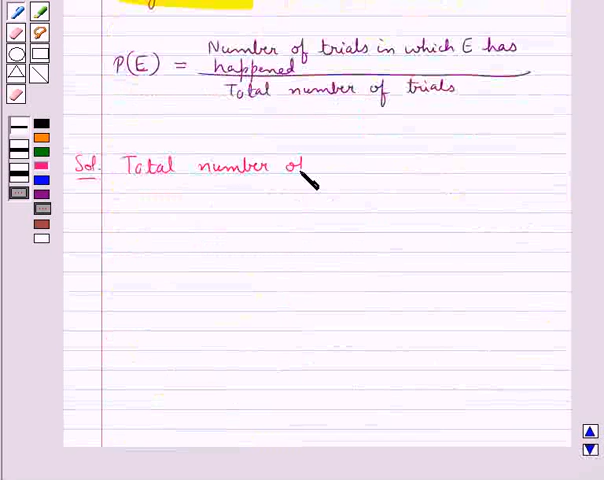 P(E) = Number of trials in which E has
happened
Total number of trials
Sol. Total number of